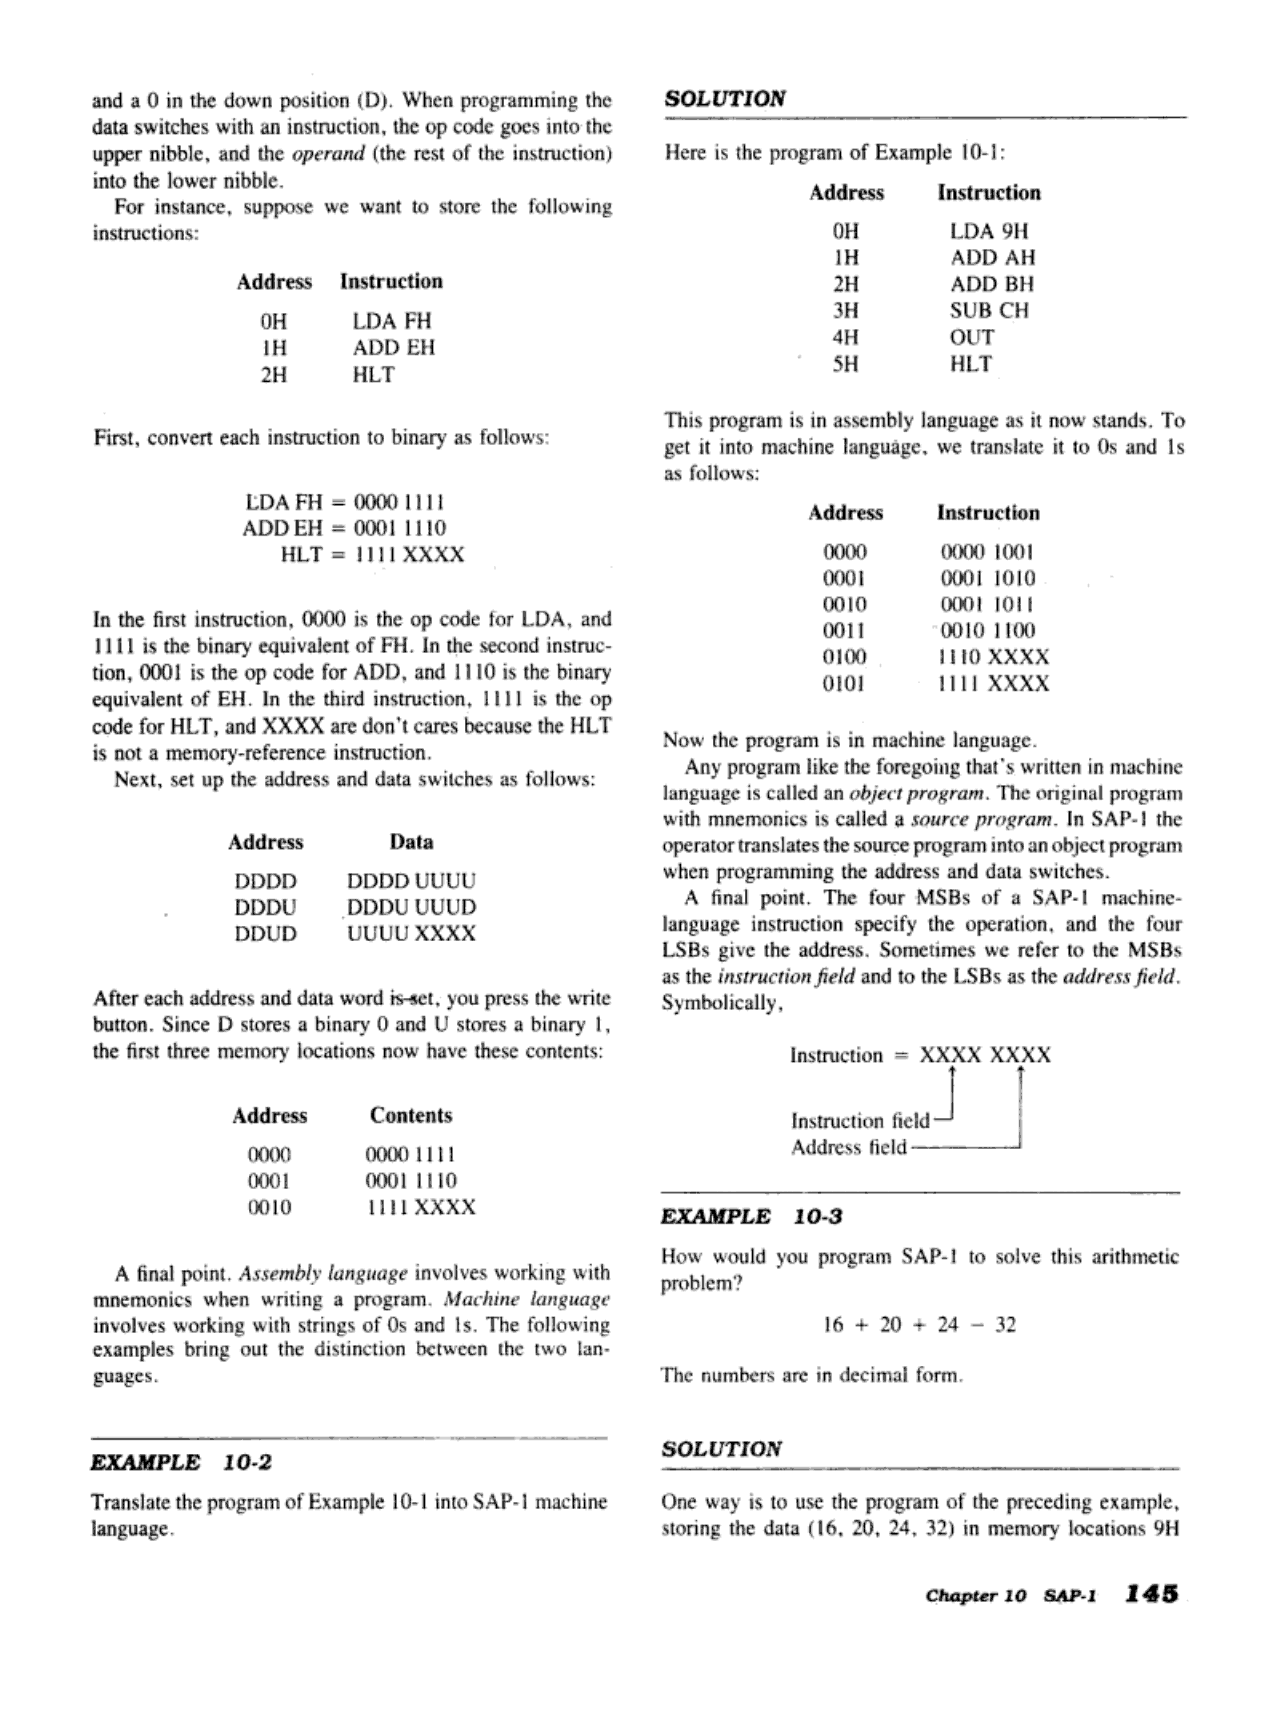 and a 0 in the down position (D). When programming the
data switches with an instruction, the op code goes into the
upper nibble, and the operand (the rest of the instruction)
into the lower nibble.
For instance, suppose we want to store the following
instructions:
Address Instruction
0H LDA FH
1H ADD EH
2H HLT
First, convert each instruction to binary as follows:
LDA FH = 0000 1111
ADD EH = 0001 1110
HLT = 1111 XXXX
In the first instruction, 0000 is the op code for LDA, and
1111 is the binary equivalent of FH. In the second instruc-
tion, 0001 is the op code for ADD, and 1110 is the binary
equivalent of EH. In the third instruction, 1111 is the op
code for HLT, and XXXX are don't cares because the HLT
is not a memory-reference instruction.
Next, set up the address and data switches as follows:
Address Data
DDDD DDDD UUUU
DDDU DDDU UUUD
DDUD UUUU XXXX
After each address and data word is set, you press the write
button. Since D stores a binary 0 and U stores a binary 1,
the first three memory locations now have these contents:
Address Contents
0000 0000 1111
0001 0001 1110
0010 1111 XXXX
A final point. Assembly language involves working with
mnemonics when writing a program. Machine language
involves working with strings of 0s and 1s. The following
examples bring out the distinction between the two lan-
guages.
EXAMPLE 10-2
Translate the program of Example 10-1 into SAP-1 machine
language.
SOLUTION
Here is the program of Example 10-1:
Address Instruction
0H LDA 9H
1H ADD AH
2H ADD BH
3H SUB CH
4H OUT
5H HLT
This program is in assembly language as it now stands. To
get it into machine language, we translate it to 0s and 1s
as follows:
Address Instruction
0000 0000 1001
0001 0001 1010
0010 0001 1011
0011 0010 1100
0100 1110 XXXX
0101 1111 XXXX
Now the program is in machine language.
Any program like the foregoing that's written in machine
language is called an object program. The original program
with mnemonics is called a source program. In SAP-1 the
operator translates the source program into an object program
when programming the address and data switches.
A final point. The four MSBs of a SAP-1 machine-
language instruction specify the operation, and the four
LSBs give the address. Sometimes we refer to the MSBs
as the instruction field and to the LSBs as the address field.
Symbolically,
Instruction = XXXX XXXX
Instruction field
Address field
EXAMPLE 10-3
How would you program SAP-1 to solve this arithmetic
problem?
16 + 20 + 24 − 32
The numbers are in decimal form.
SOLUTION
One way is to use the program of the preceding example,
storing the data (16, 20, 24, 32) in memory locations 9H
Chapter 10 SAP-1 145